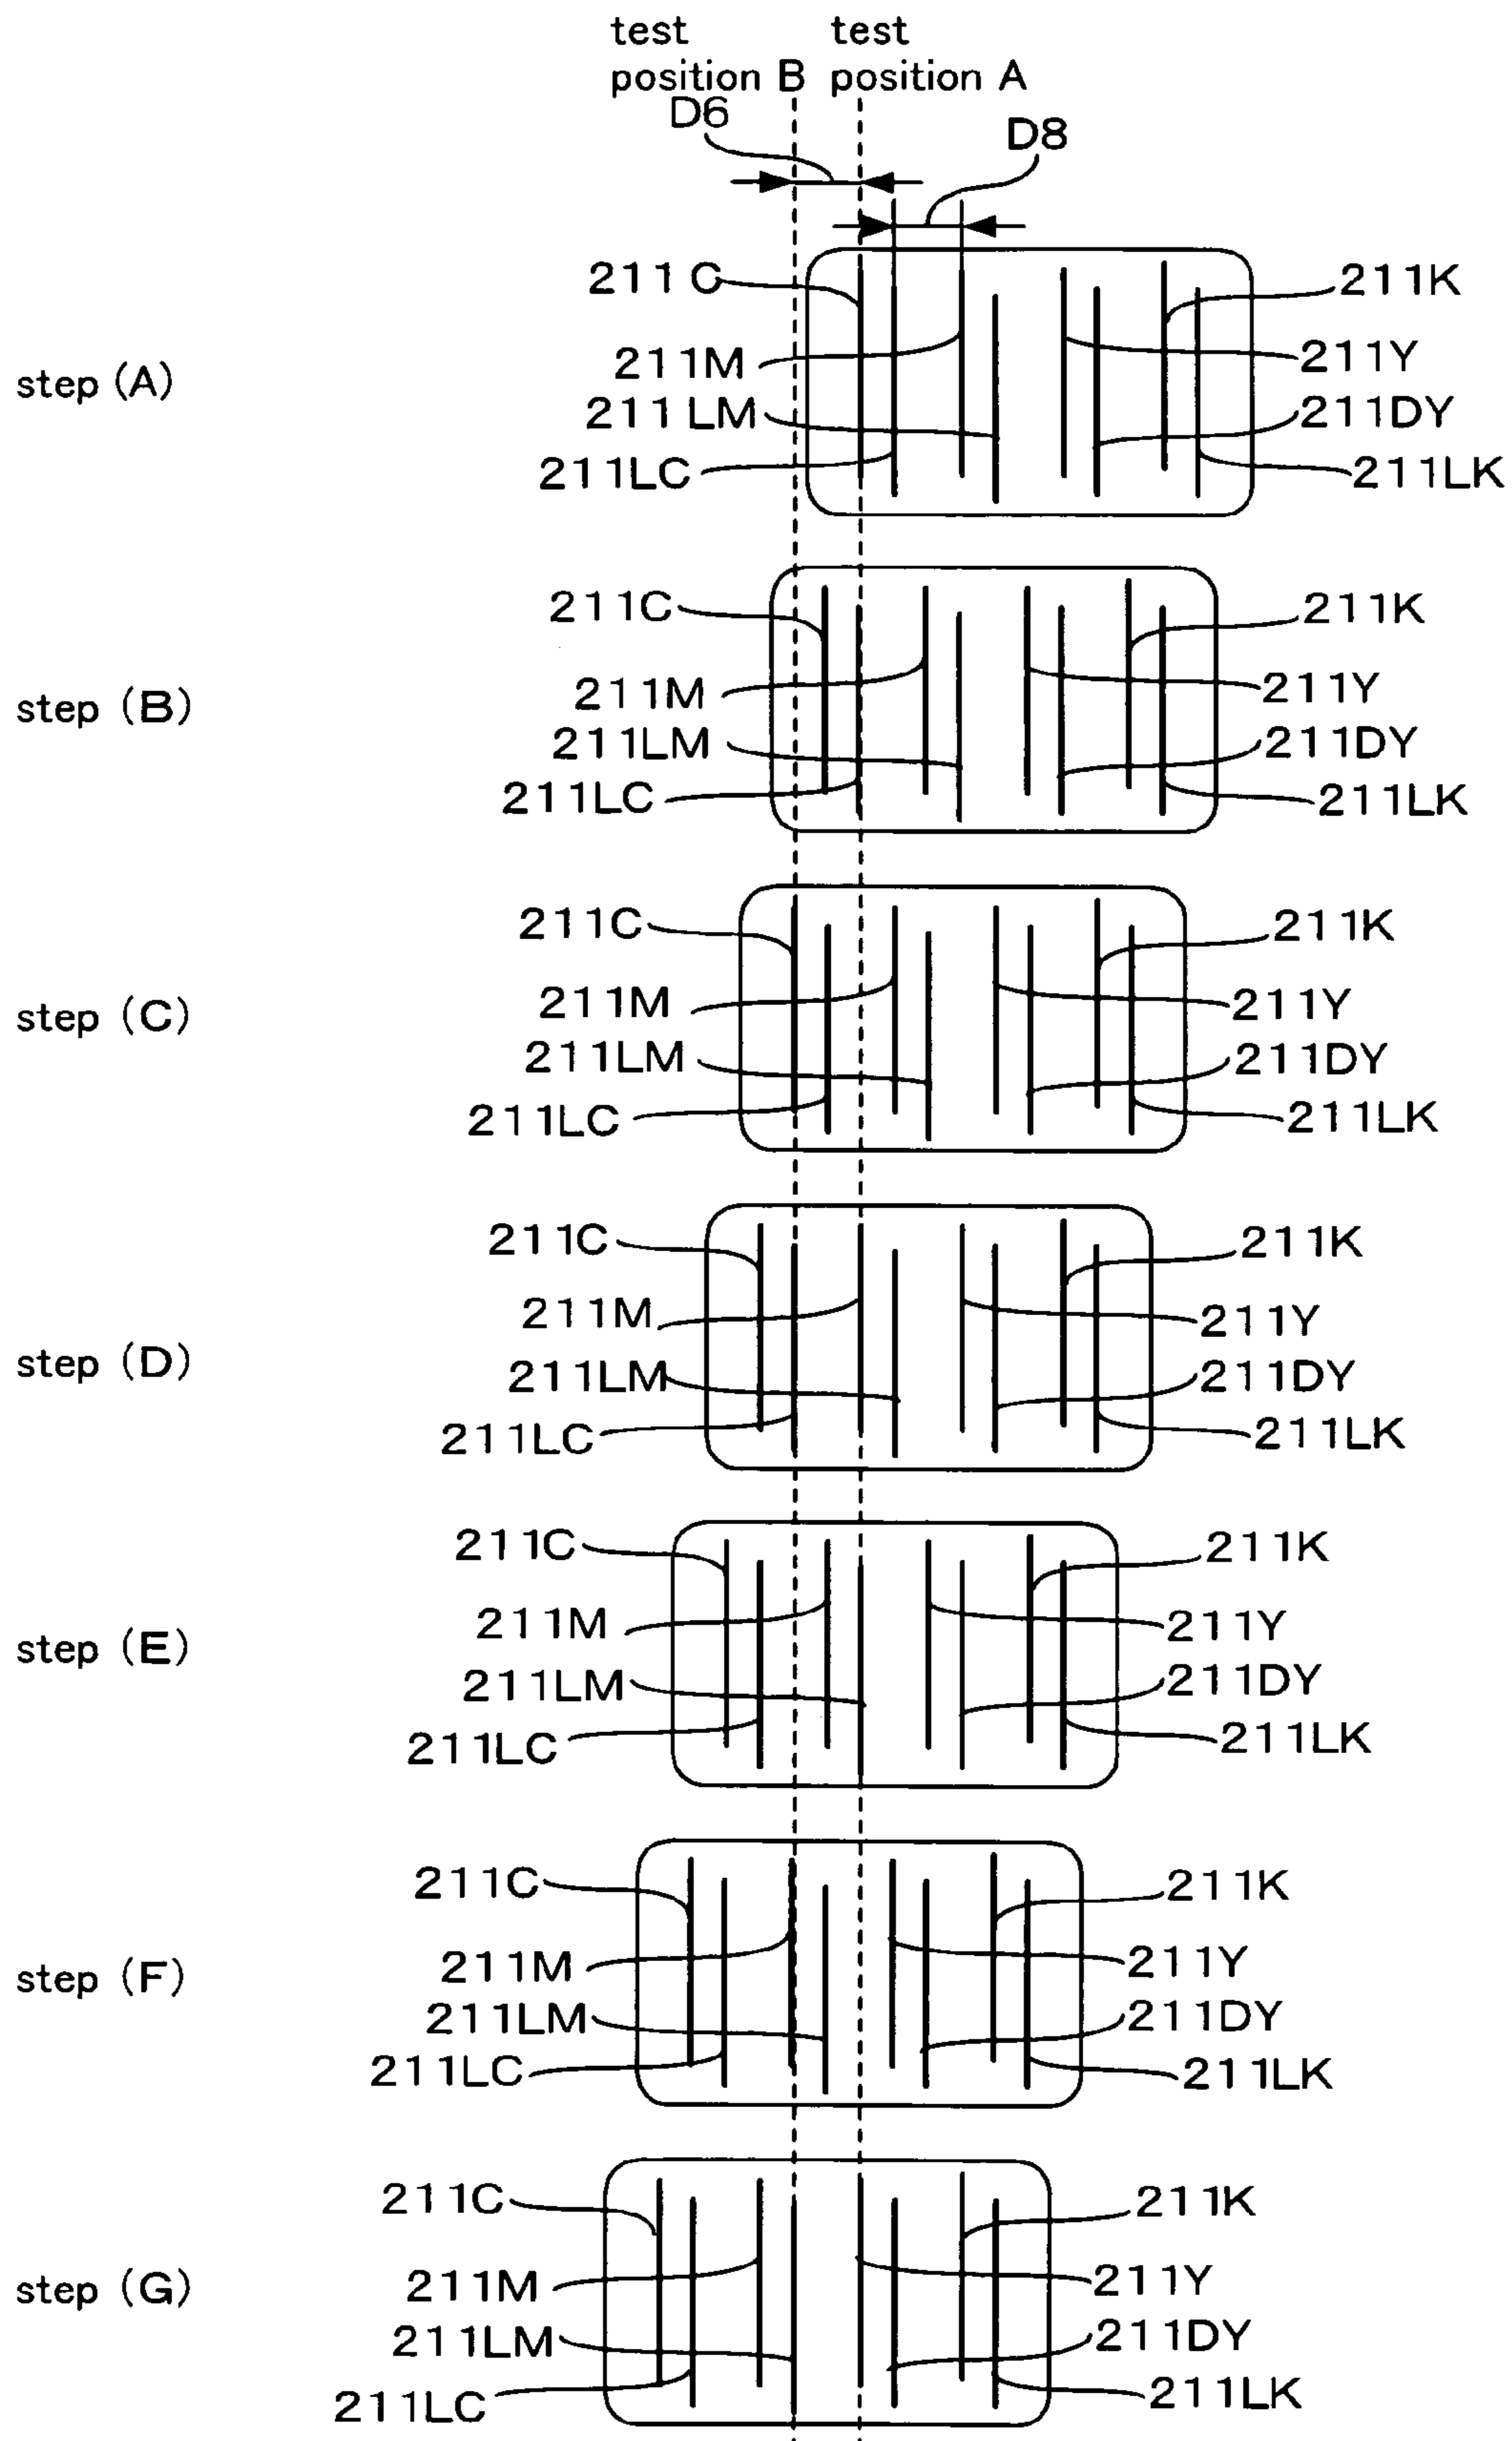 test
position B
test
position A
D6
D8
step (A)
211C
211M
211LM
211LC
211K
211Y
211DY
211LK
step (B)
211C
211M
211LM
211LC
211K
211Y
211DY
211LK
step (C)
211C
211M
211LM
211LC
211K
211Y
211DY
211LK
step (D)
211C
211M
211LM
211LC
211K
211Y
211DY
211LK
step (E)
211C
211M
211LM
211LC
211K
211Y
211DY
211LK
step (F)
211C
211M
211LM
211LC
211K
211Y
211DY
211LK
step (G)
211C
211M
211LM
211LC
211K
211Y
211DY
211LK